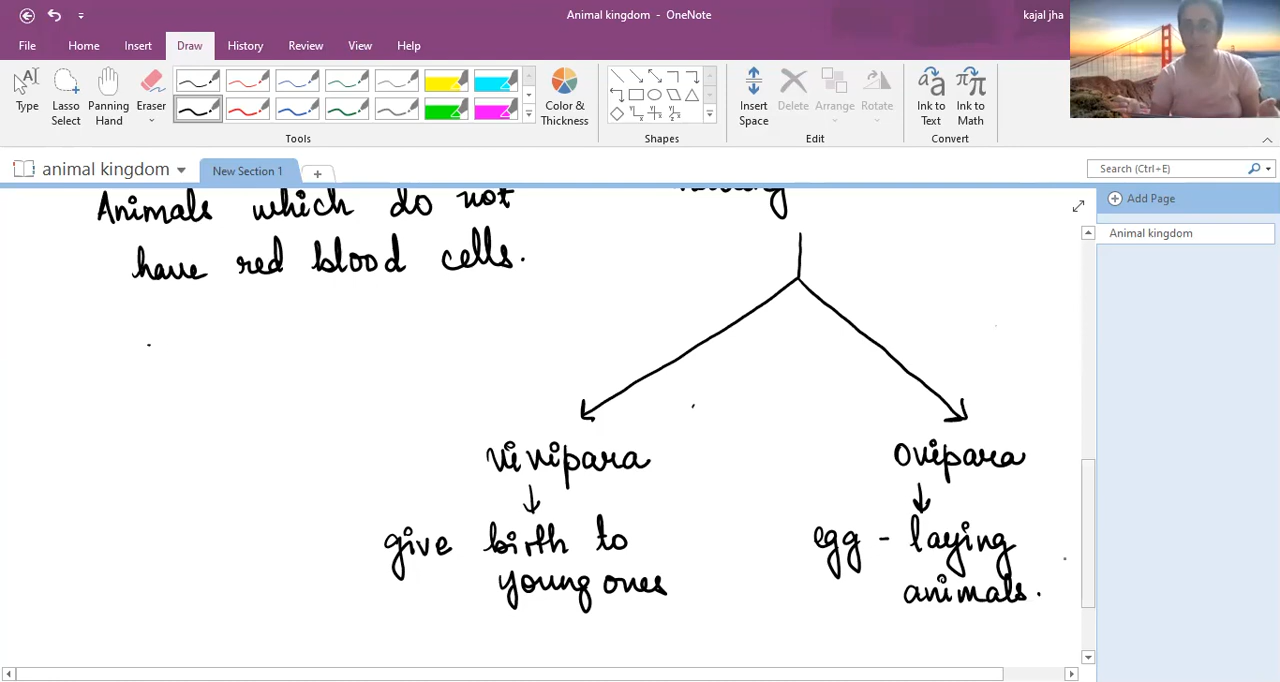 Animal kingdom - OneNote
kajal jha
File Home Insert Draw History Review View Help
Type
Lasso Select
Panning Hand
Eraser
Color & Thickness
Insert Space
Delete
Arrange
Rotate
Ink to Text
Ink to Math
Tools
Shapes
Edit
Convert
animal kingdom
New Section 1
Search (Ctrl+E)
Add Page
Animal kingdom
Animals which do not
have red blood cells.
vivipara
ovipara
give birth to
young ones
egg - laying
animals.